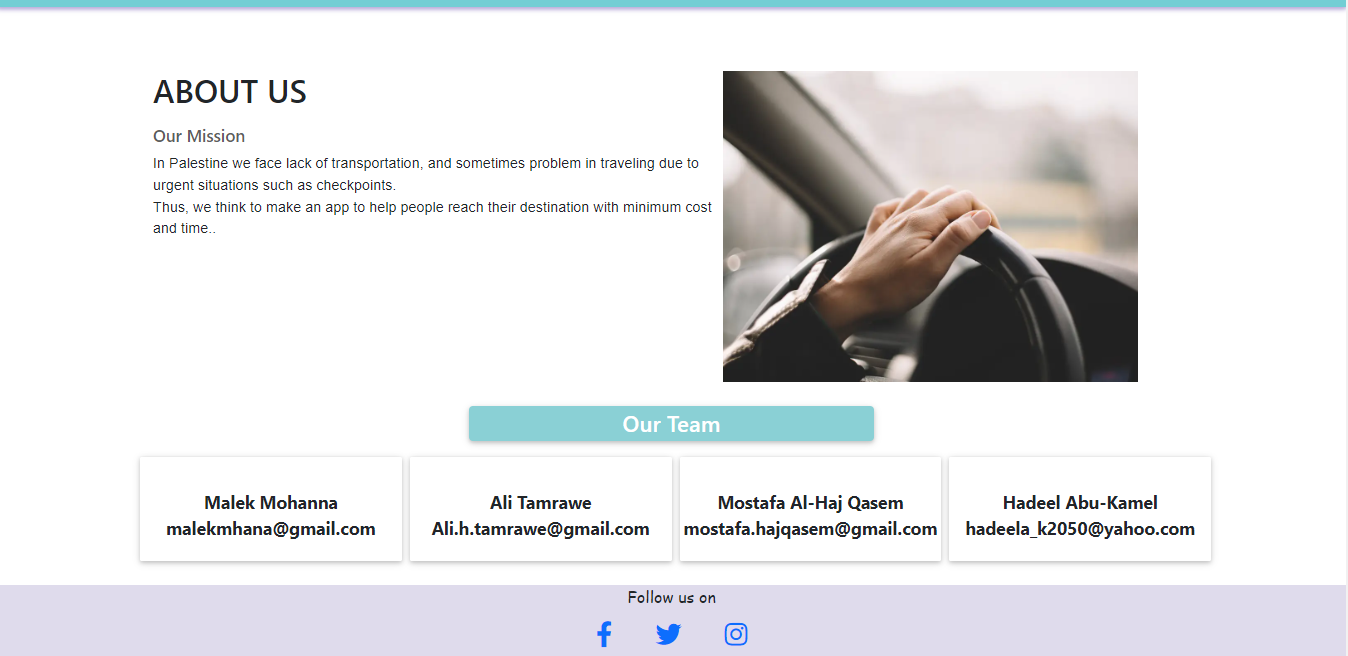 ABOUT US
Our Mission
In Palestine we face lack of transportation, and sometimes problem in traveling due to
urgent situations such as checkpoints.
Thus, we think to make an app to help people reach their destination with minimum cost
and time..
Our Team
Malek Mohanna
malekmhana@gmail.com
Ali Tamrawe
Ali.h.tamrawe@gmail.com
Mostafa Al-Haj Qasem
mostafa.hajqasem@gmail.com
Hadeel Abu-Kamel
hadeela_k2050@yahoo.com
Follow us on